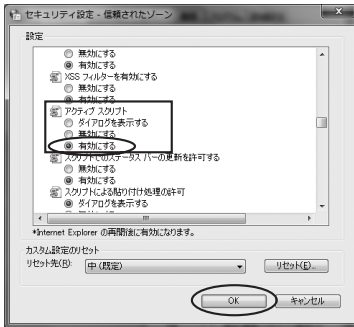 セキュリティ設定 - 信頼されたゾーン
設定
無効にする
有効にする
XSS フィルターを有効にする
無効にする
有効にする
アクティブ スクリプト
ダイアログを表示する
無効にする
有効にする
スクリプトでのステータス バーの更新を許可する
無効にする
有効にする
スクリプトによる貼り付け処理の許可
ダイアログを表示する
*Internet Explorer の再開後に有効になります。
カスタム設定のリセット
リセット先(R): 中 (既定) リセット(E)...
OK キャンセル